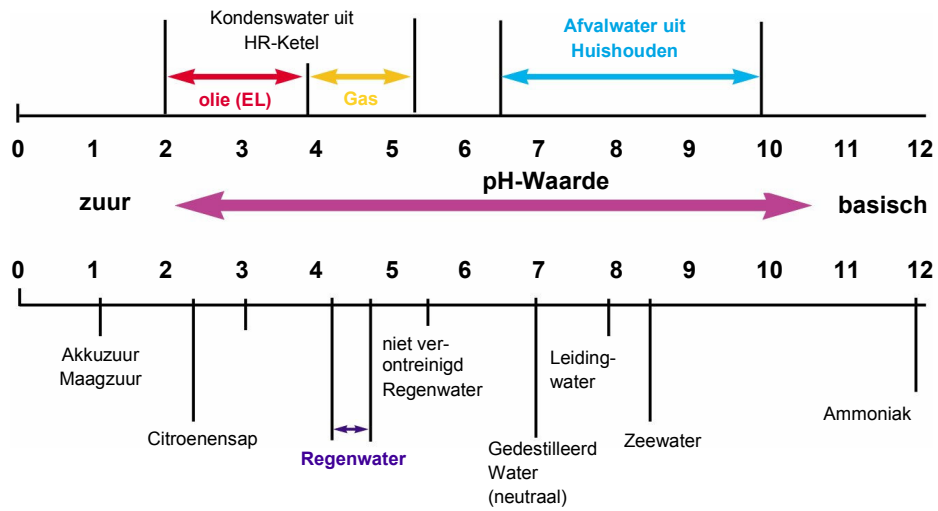 Kondenswater uit
HR-Ketel
Afvalwater uit
Huishouden
olie (EL)
Gas
0 1 2 3 4 5 6 7 8 9 10 11 12
pH-Waarde
zuur
basisch
0 1 2 3 4 5 6 7 8 9 10 11 12
Akkuzuur
Maagzuur
Citroenensap
Regenwater
niet ver-
ontreinigd
Regenwater
Gedestilleerd
Water
(neutraal)
Leiding-
water
Zeewater
Ammoniak